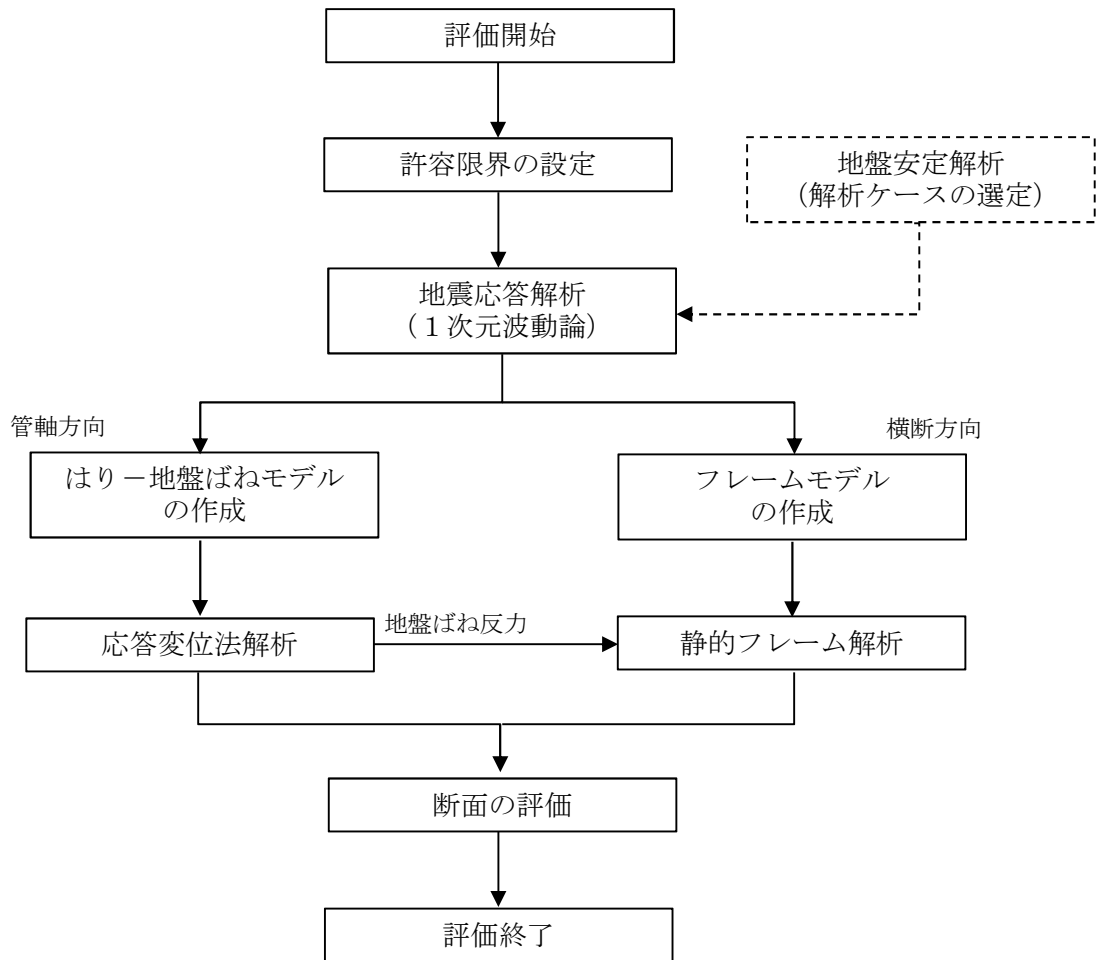 評価開始
許容限界の設定
地盤安定解析
（解析ケースの選定）
地震応答解析
（１次元波動論）
管軸方向
横断方向
はり－地盤ばねモデル
の作成
フレームモデル
の作成
応答変位法解析
地盤ばね反力
静的フレーム解析
断面の評価
評価終了